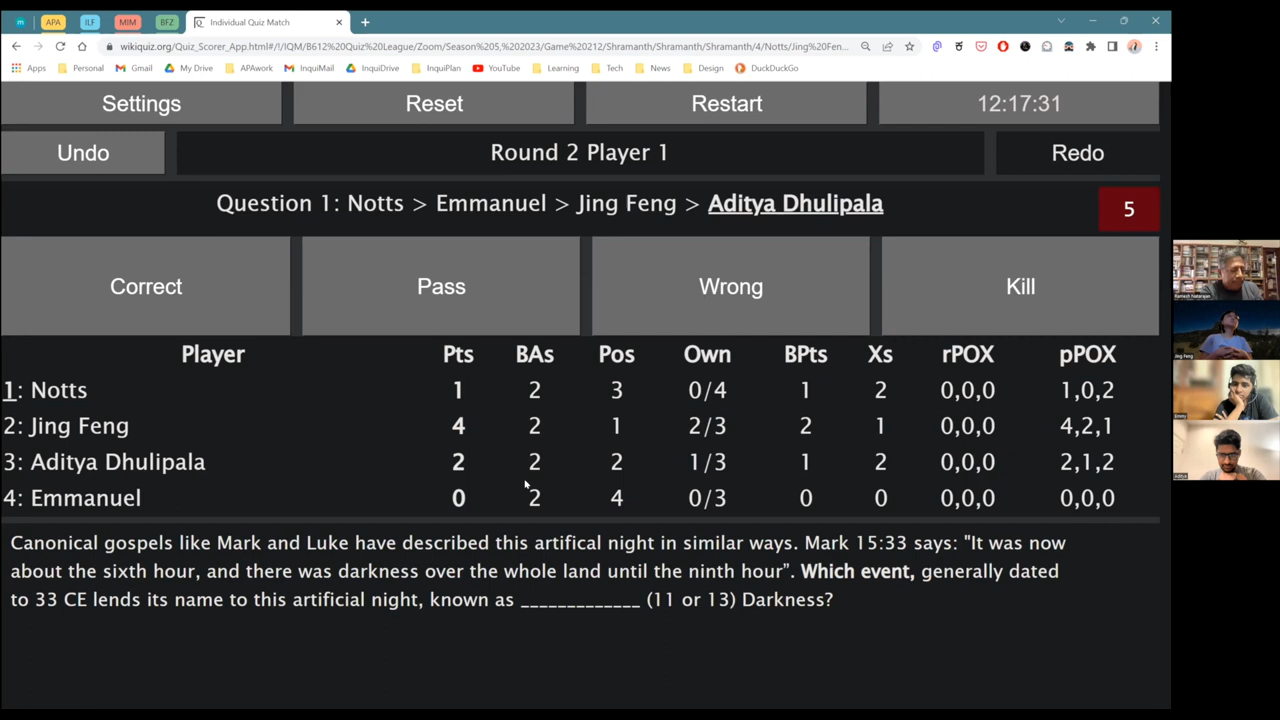 APA
ILF
MIM
BFZ
Individual Quiz Match
wikiquiz.org/Quiz_Scorer_App.html#/!/IQM/B612%20Quiz%20League/Zoom/Season%205,%202023/Game%20212/Shramanth/Shramanth/Shramanth/4/Notts/Jing%20Fen...
Apps Personal Gmail My Drive APAwork InquiMail InquiDrive InquiPlan YouTube Learning Tech News Design DuckDuckGo
Settings Reset Restart 12:17:31
Undo Round 2 Player 1 Redo
Question 1: Notts > Emmanuel > Jing Feng > Aditya Dhulipala 5
Correct Pass Wrong Kill
Player Pts BAs Pos Own BPts Xs rPOX pPOX
1: Notts 1 2 3 0/4 1 2 0,0,0 1,0,2
2: Jing Feng 4 2 1 2/3 2 1 0,0,0 4,2,1
3: Aditya Dhulipala 2 2 2 1/3 1 2 0,0,0 2,1,2
4: Emmanuel 0 2 4 0/3 0 0 0,0,0 0,0,0
Canonical gospels like Mark and Luke have described this artifical night in similar ways. Mark 15:33 says: "It was now
about the sixth hour, and there was darkness over the whole land until the ninth hour”. Which event, generally dated
to 33 CE lends its name to this artificial night, known as _____________ (11 or 13) Darkness?
Ramesh Natarajan
Jing Feng
Aditya